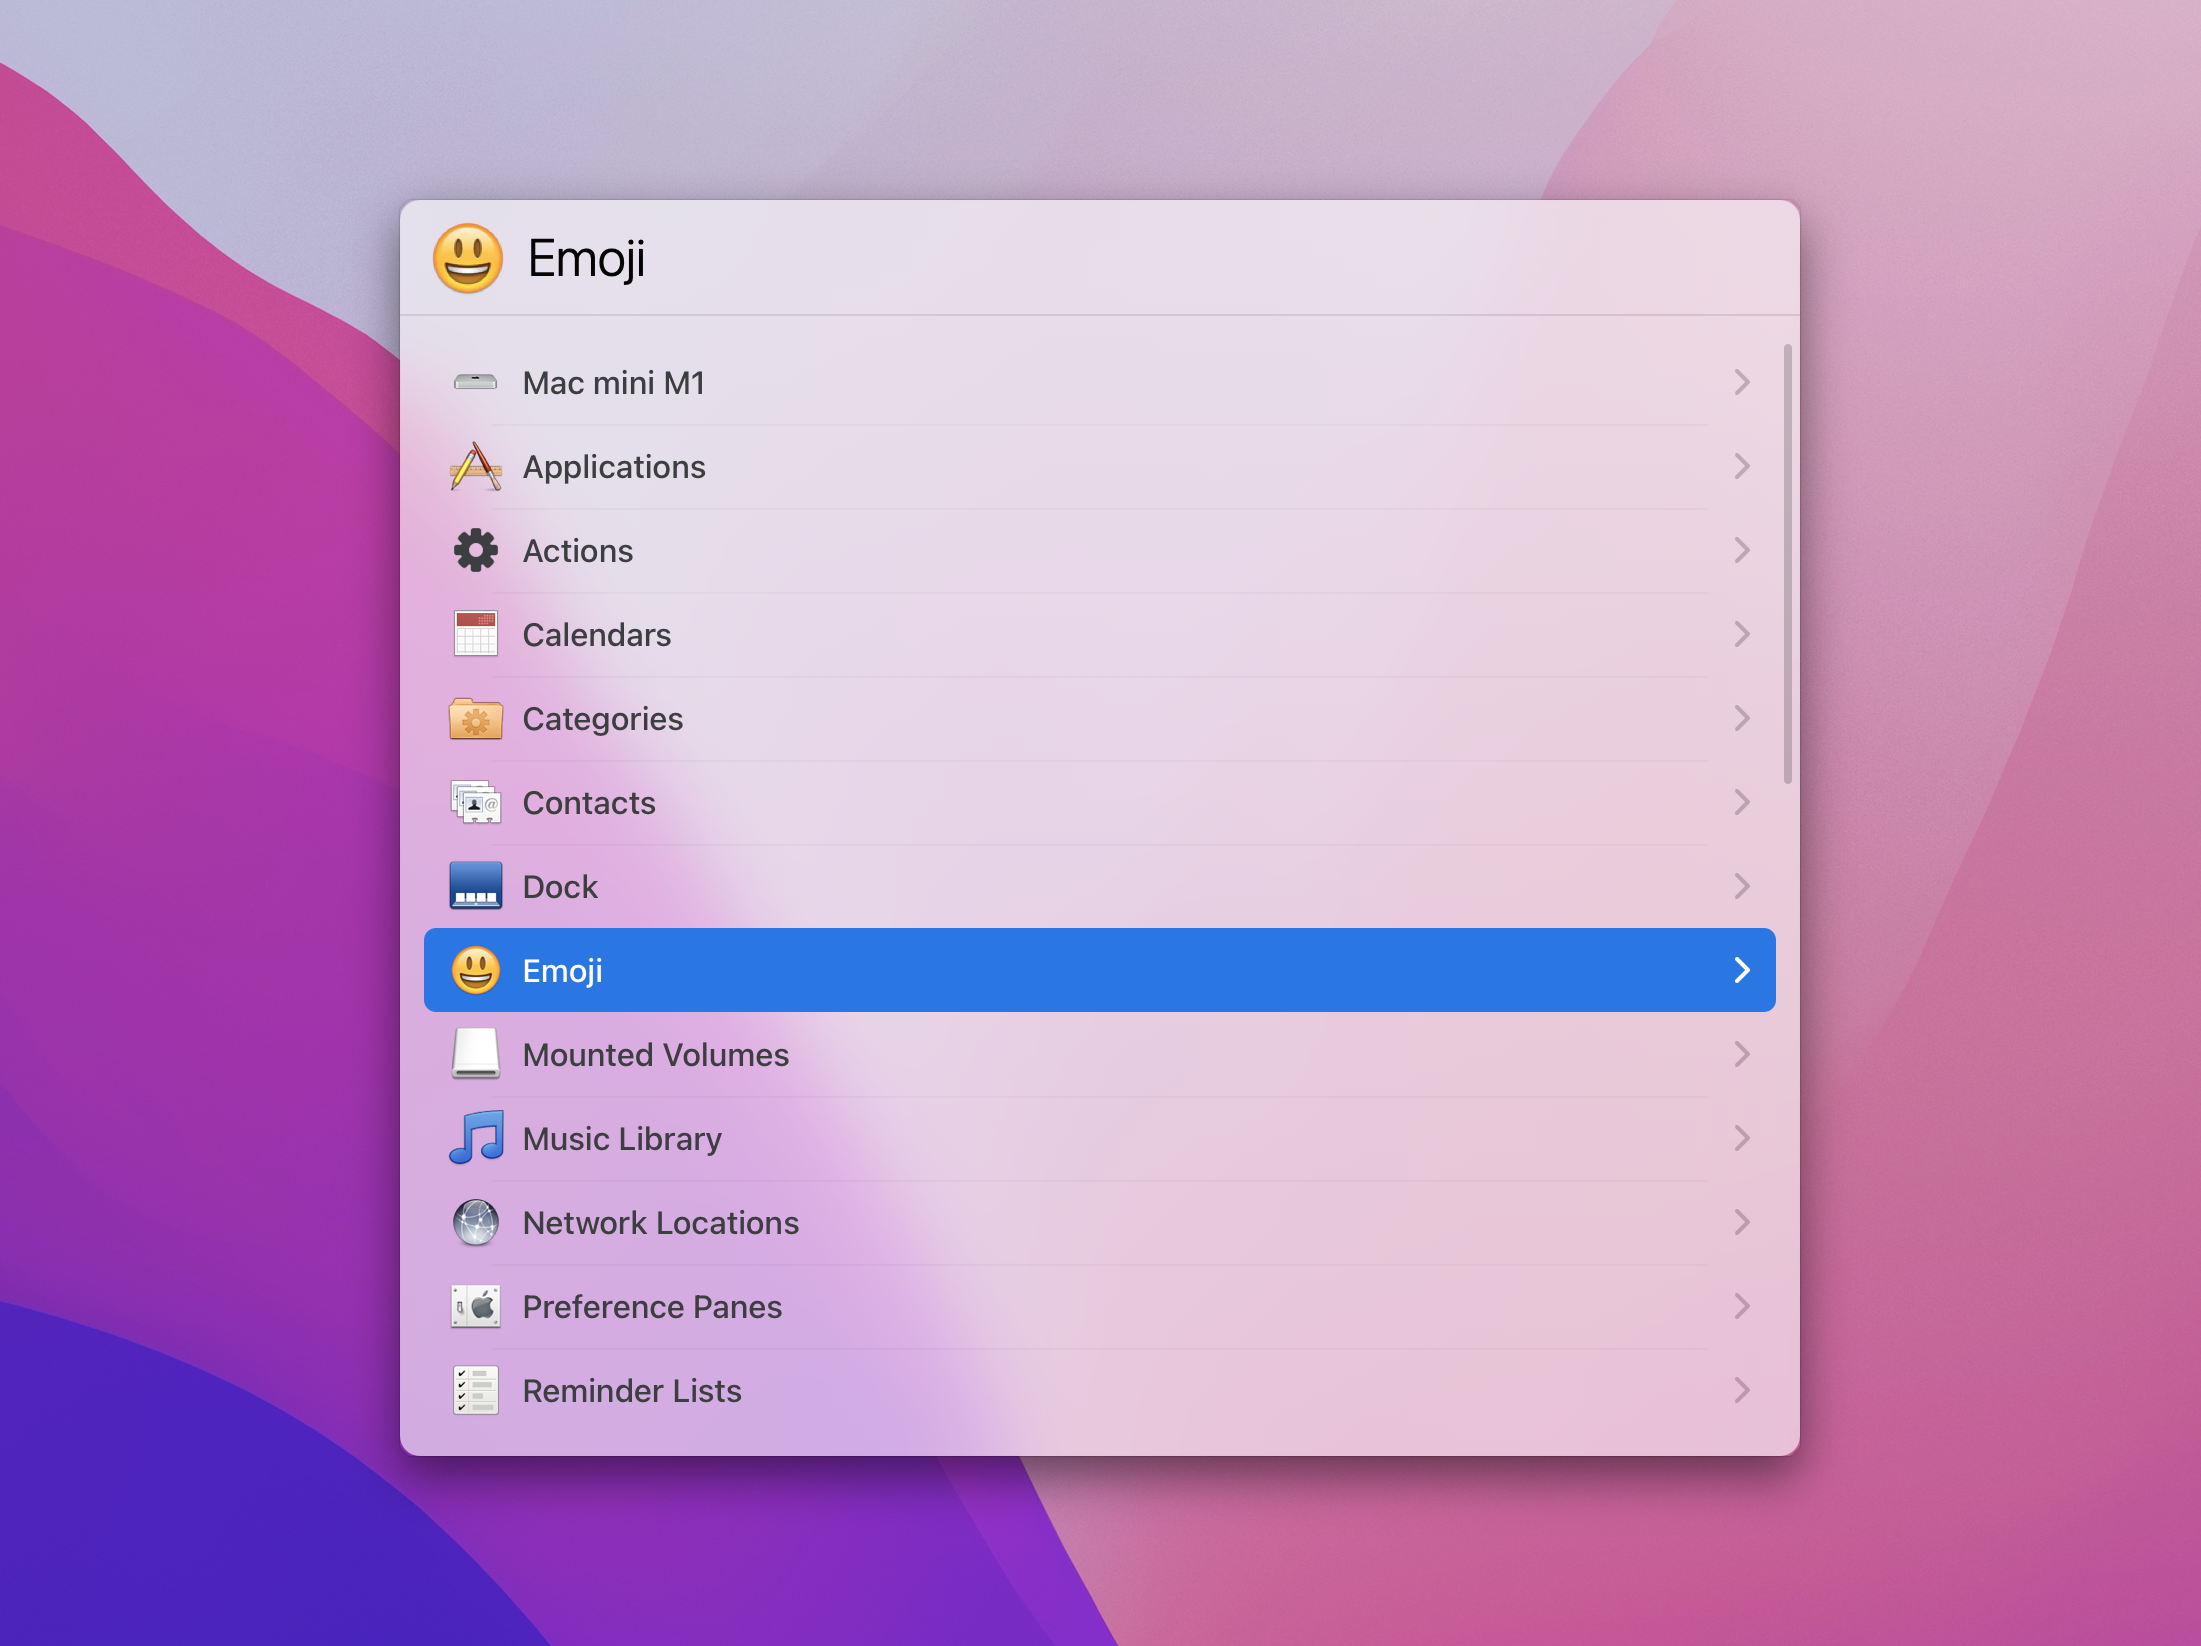 Emoji
Mac mini M1
Applications
Actions
Calendars
Categories
Contacts
Dock
Emoji
Mounted Volumes
Music Library
Network Locations
Preference Panes
Reminder Lists